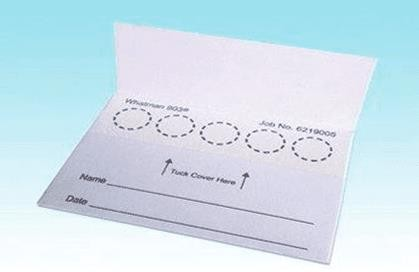 Whatman 903®
Job No. 6219005
Tuck Cover Here
Name
Date